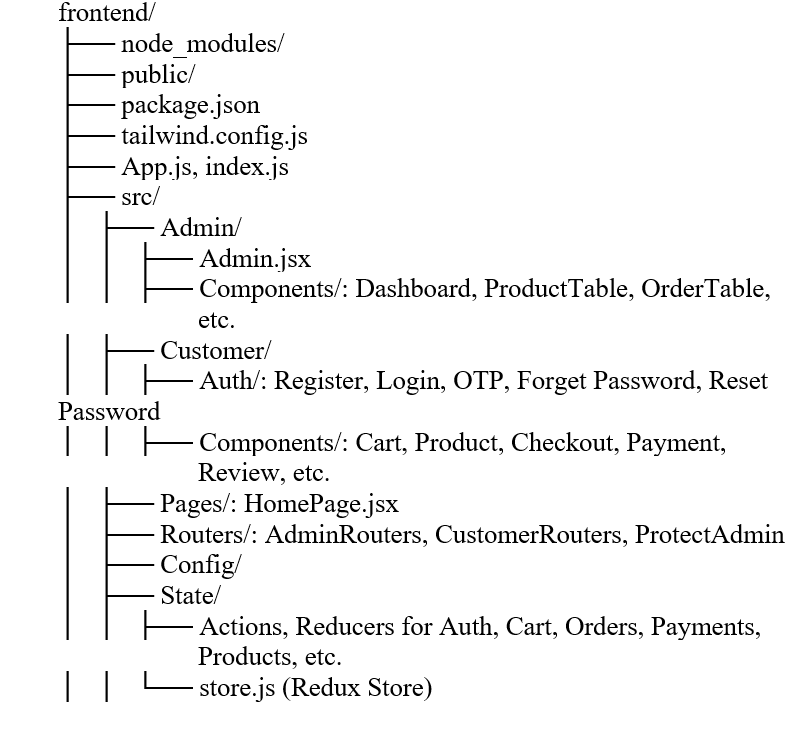 frontend/
├── node_modules/
├── public/
├── package.json
├── tailwind.config.js
├── App.js, index.js
├── src/
│ ├── Admin/
│ │ ├── Admin.jsx
│ │ ├── Components/: Dashboard, ProductTable, OrderTable,
etc.
│ ├── Customer/
│ │ ├── Auth/: Register, Login, OTP, Forget Password, Reset
Password
│ │ ├── Components/: Cart, Product, Checkout, Payment,
Review, etc.
│ ├── Pages/: HomePage.jsx
│ ├── Routers/: AdminRouters, CustomerRouters, ProtectAdmin
│ ├── Config/
│ ├── State/
│ │ ├── Actions, Reducers for Auth, Cart, Orders, Payments,
Products, etc.
│ │ └── store.js (Redux Store)